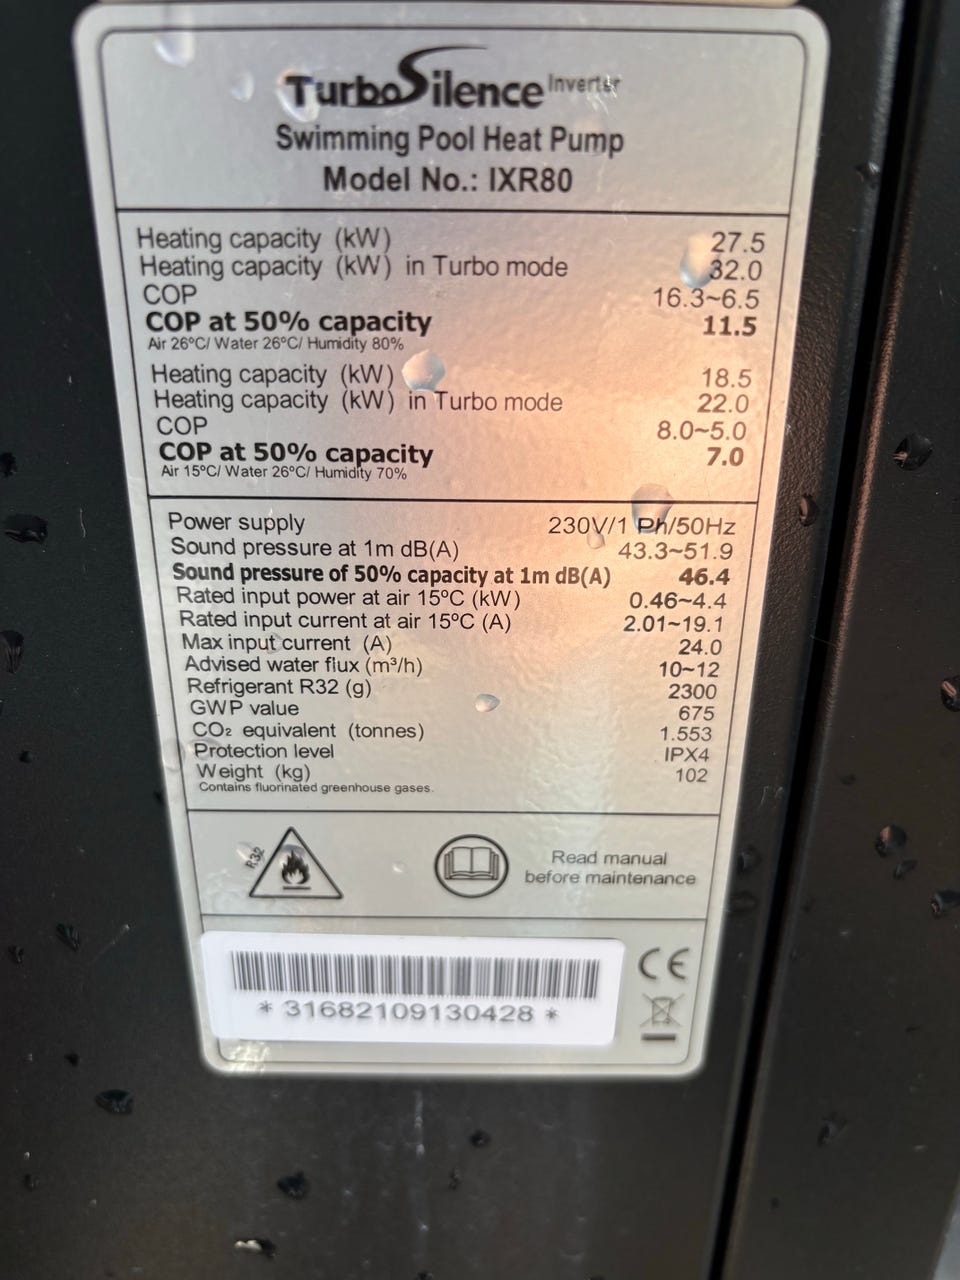 TurboSilence Inverter
Swimming Pool Heat Pump
Model No.: IXR80
Heating capacity (kW) 27.5
Heating capacity (kW) in Turbo mode 32.0
COP 16.3~6.5
COP at 50% capacity 11.5
Air 26ºC/ Water 26ºC/ Humidity 80%
Heating capacity (kW) 18.5
Heating capacity (kW) in Turbo mode 22.0
COP 8.0~5.0
COP at 50% capacity 7.0
Air 15ºC/ Water 26ºC/ Humidity 70%
Power supply 230V/1 Ph/50Hz
Sound pressure at 1m dB(A) 43.3~51.9
Sound pressure of 50% capacity at 1m dB(A) 46.4
Rated input power at air 15ºC (kW) 0.46~4.4
Rated input current at air 15ºC (A) 2.01~19.1
Max input current (A) 24.0
Advised water flux (m³/h) 10~12
Refrigerant R32 (g) 2300
GWP value 675
CO₂ equivalent (tonnes) 1.553
Protection level IPX4
Weight (kg) 102
Contains fluorinated greenhouse gases.
R32
Read manual
before maintenance
CE
* 31682109130428 *